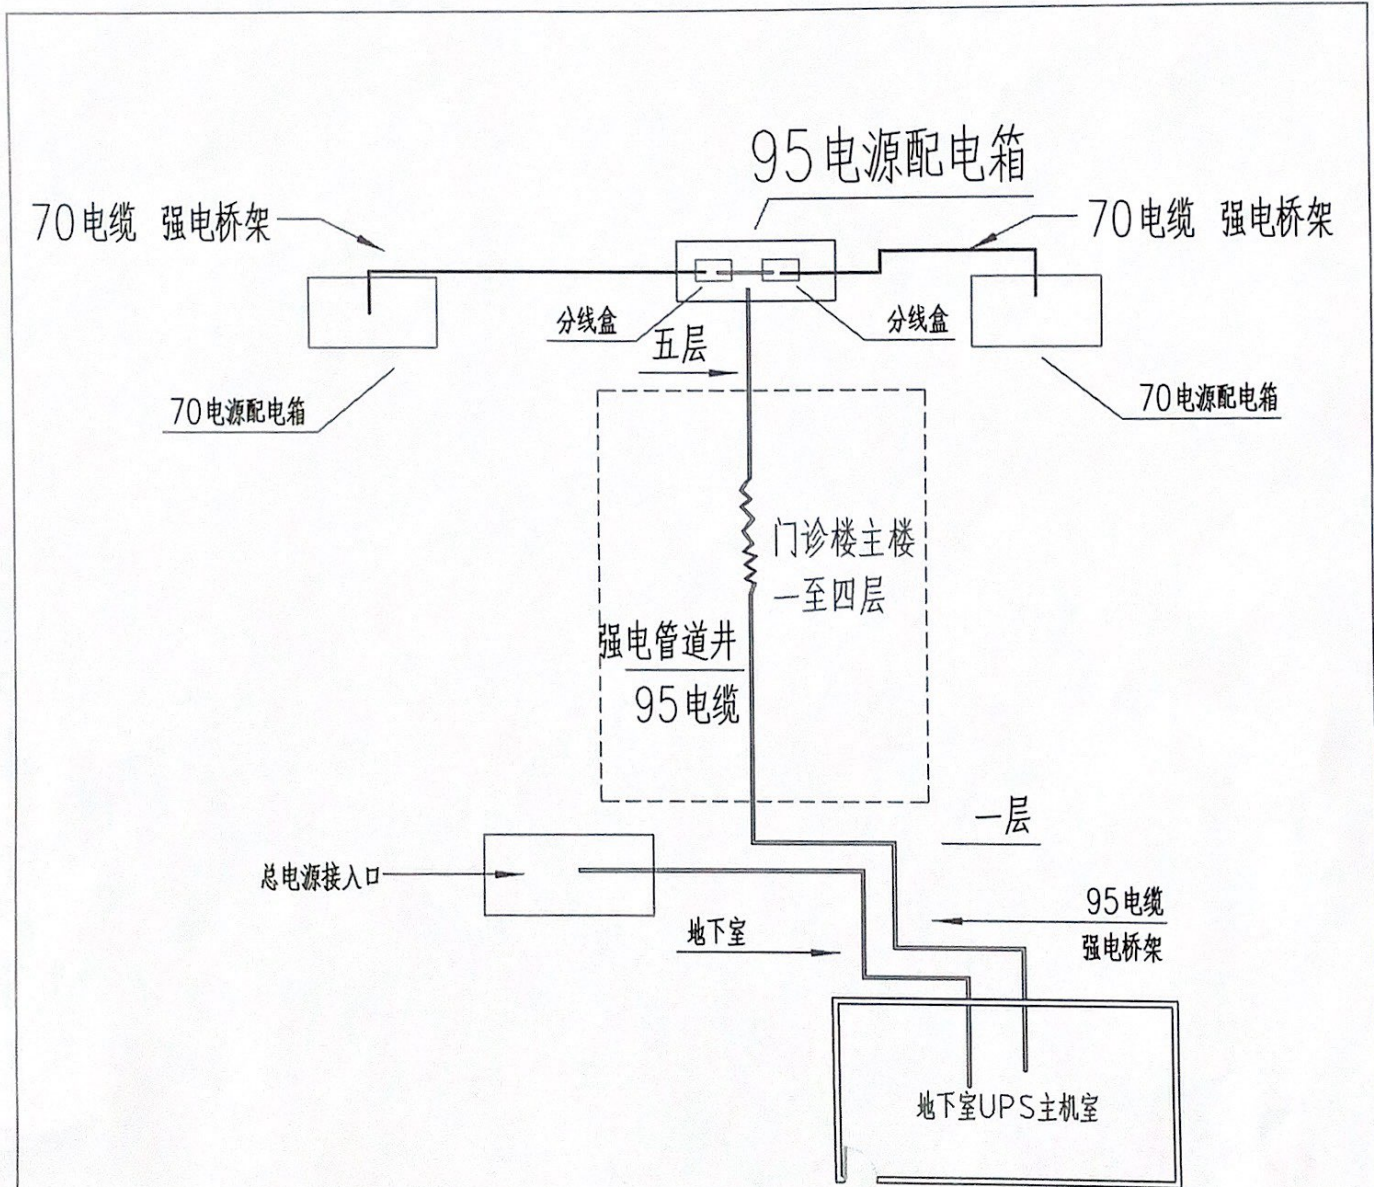 95电源配电箱
70电缆 强电桥架
70电缆 强电桥架
分线盒
分线盒
五层
70电源配电箱
70电源配电箱
门诊楼主楼
一至四层
强电管道井
95电缆
一层
总电源接入口
95电缆
地下室
强电桥架
地下室UPS主机室